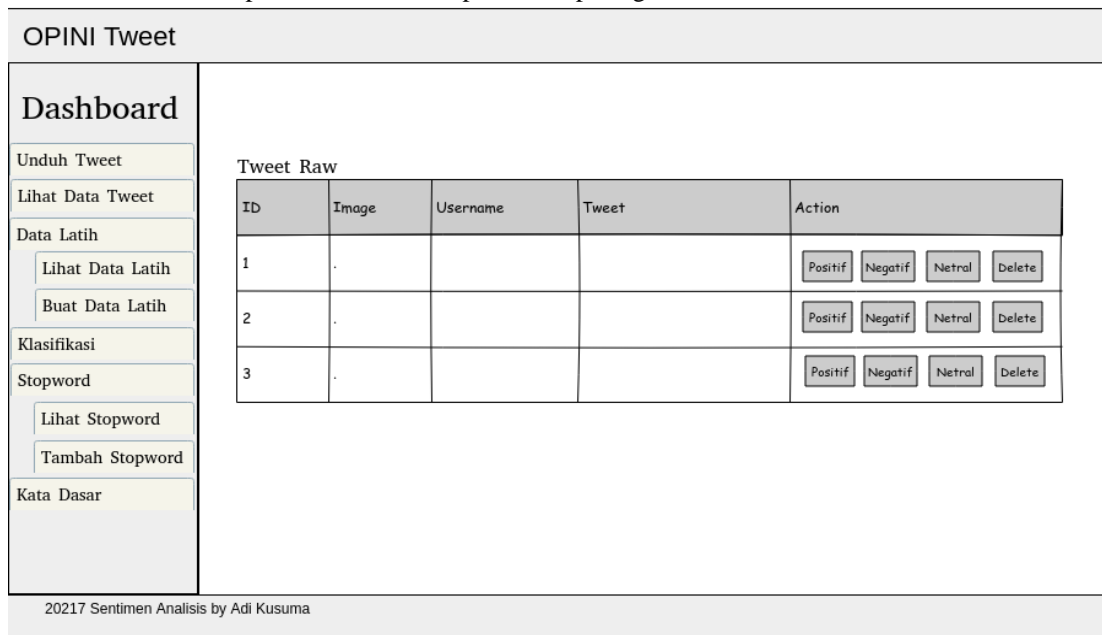 OPINI Tweet
Dashboard
Unduh Tweet
Lihat Data Tweet
Data Latih
Lihat Data Latih
Buat Data Latih
Klasifikasi
Stopword
Lihat Stopword
Tambah Stopword
Kata Dasar
Tweet Raw
ID Image Username Tweet Action
1 . Positif Negatif Netral Delete
2 . Positif Negatif Netral Delete
3 . Positif Negatif Netral Delete
20217 Sentimen Analisis by Adi Kusuma